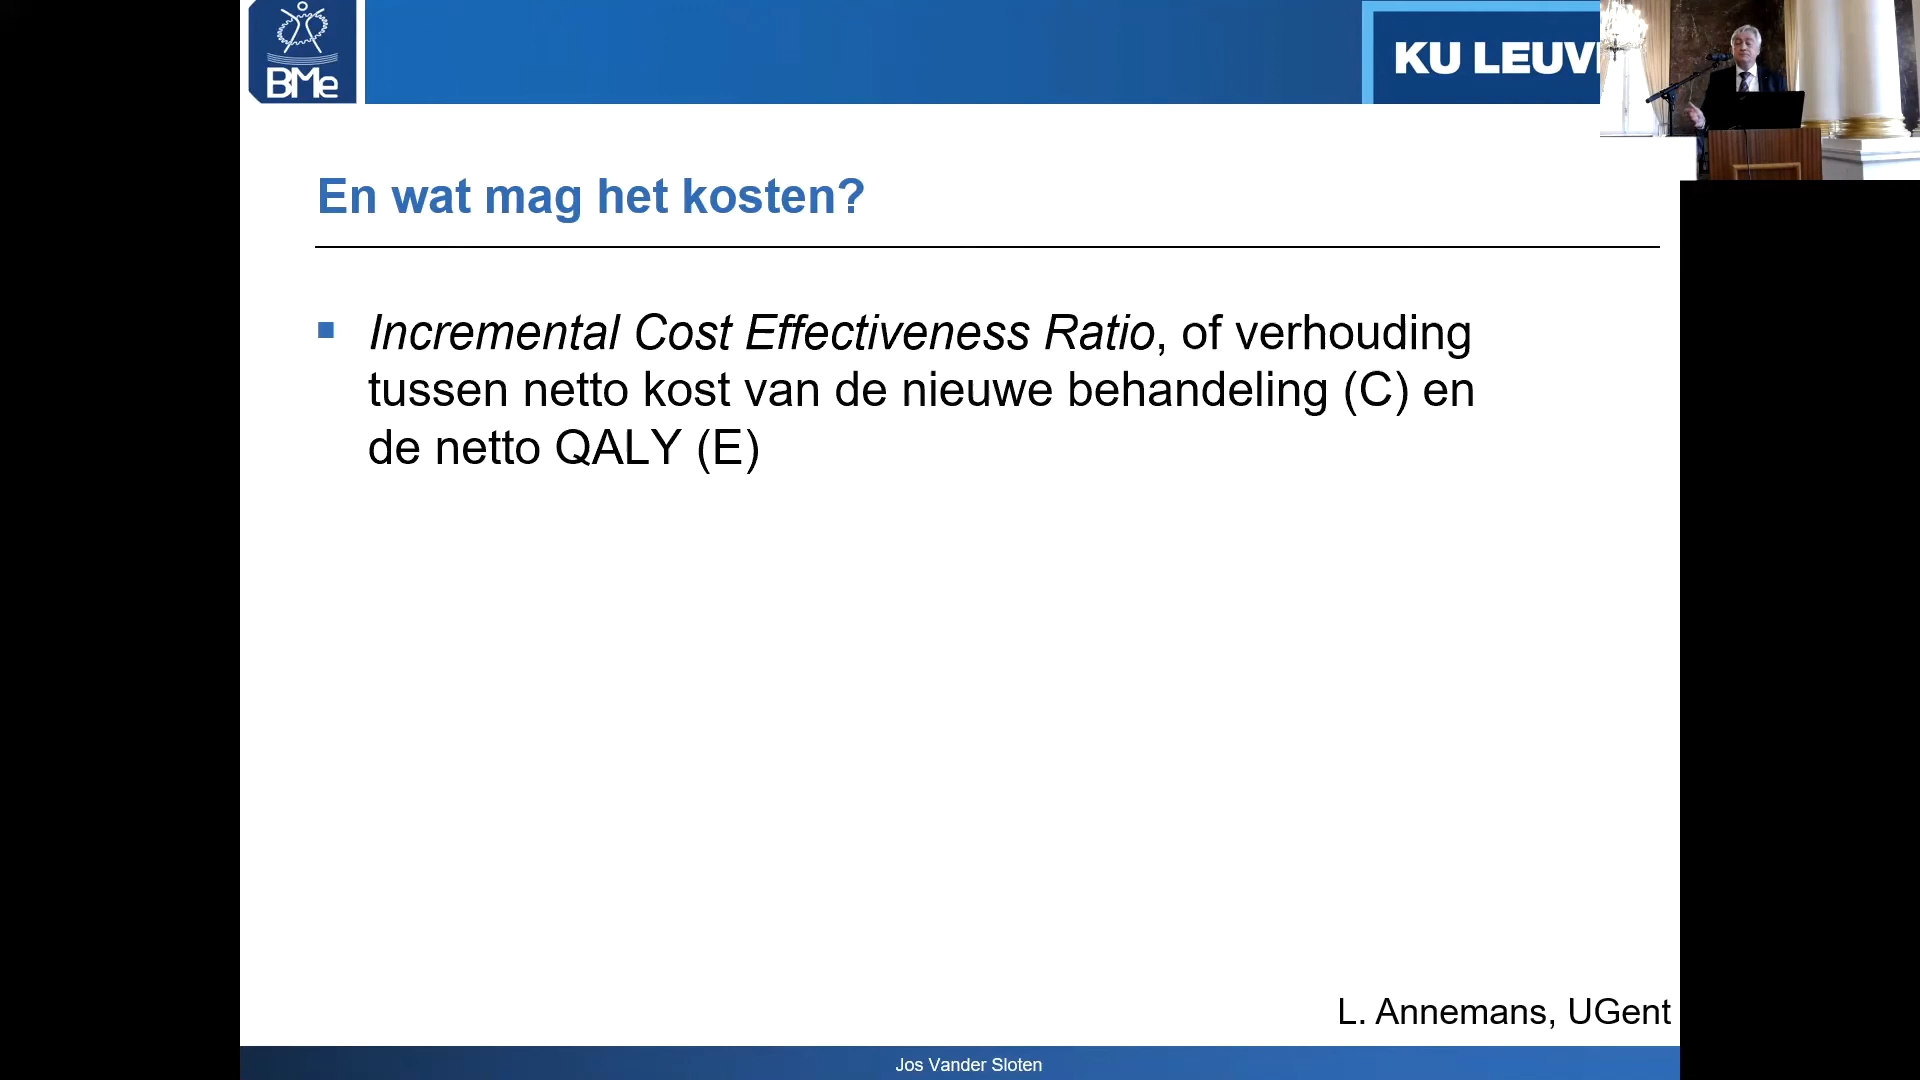 BMe
KU LEUV
En wat mag het kosten?
Incremental Cost Effectiveness Ratio, of verhouding
tussen netto kost van de nieuwe behandeling (C) en
de netto QALY (E)
L. Annemans, UGent
Jos Vander Sloten